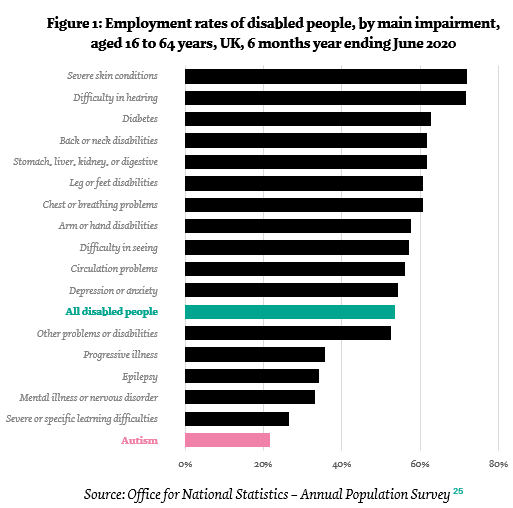 Figure 1: Employment rates of disabled people, by main impairment,
aged 16 to 64 years, UK, 6 months year ending June 2020
Severe skin conditions
Difficulty in hearing
Diabetes
Back or neck disabilities
Stomach, liver, kidney, or digestive
Leg or feet disabilities
Chest or breathing problems
Arm or hand disabilities
Difficulty in seeing
Circulation problems
Depression or anxiety
All disabled people
Other problems or disabilities
Progressive illness
Epilepsy
Mental illness or nervous disorder
Severe or specific learning difficulties
Autism
0% 20% 40% 60% 80%
Source: Office for National Statistics – Annual Population Survey 25